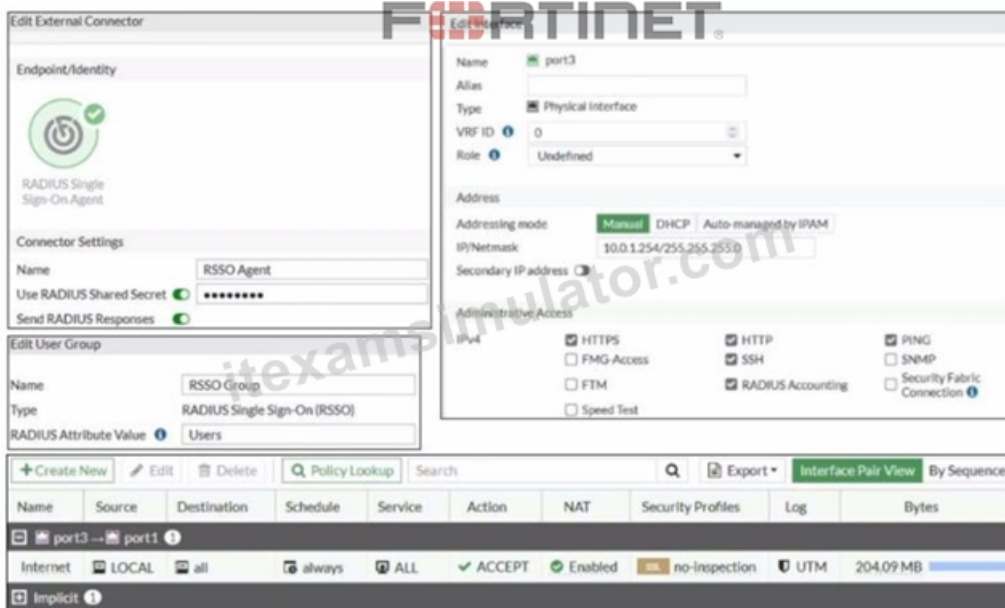 FORTINET
Edit External Connector
Endpoint/Identity
RADIUS Single
Sign-On Agent
Connector Settings
Name RSSO Agent
Use RADIUS Shared Secret ••••••••
Send RADIUS Responses
Edit User Group
Name RSSO Group
Type RADIUS Single Sign-On (RSSO)
RADIUS Attribute Value Users
Edit Interface
Name port3
Alias
Type Physical Interface
VRF ID 0
Role Undefined
Address
Addressing mode Manual DHCP Auto-managed by IPAM
IP/Netmask 10.0.1.254/255.255.255.0
Secondary IP address
Administrative Access
IPv4 HTTPS HTTP PING
FMG-Access SSH SNMP
FTM RADIUS Accounting Security Fabric
Connection
Speed Test
itexamsimulator.com
+ Create New Edit Delete Policy Lookup Search Export Interface Pair View By Sequence
Name Source Destination Schedule Service Action NAT Security Profiles Log Bytes
port3 → port1 1
Internet LOCAL all always ALL ACCEPT Enabled SSL no-inspection UTM 204.09 MB
Implicit 1